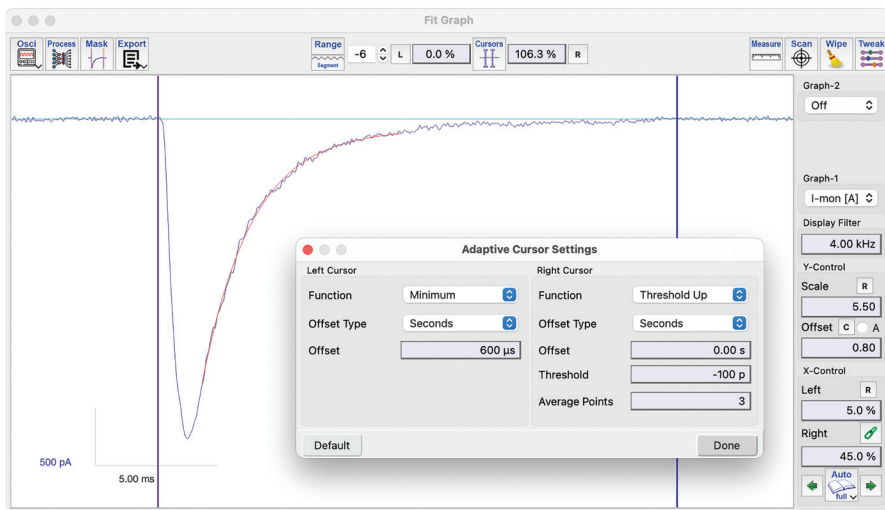 Fit Graph
Osci Process Mask Export Range Segment -6 L 0.0 % Cursors 106.3 % R Measure Scan Wipe Tweak
Graph-2
Off
Graph-1
I-mon [A]
Display Filter
4.00 kHz
Y-Control
Scale R
5.50
Offset C A
0.80
X-Control
Left R
5.0 %
Right
45.0 %
Auto
full
Adaptive Cursor Settings
Left Cursor
Function Minimum
Offset Type Seconds
Offset 600 µs
Right Cursor
Function Threshold Up
Offset Type Seconds
Offset 0.00 s
Threshold -100 p
Average Points 3
Default Done
500 pA
5.00 ms